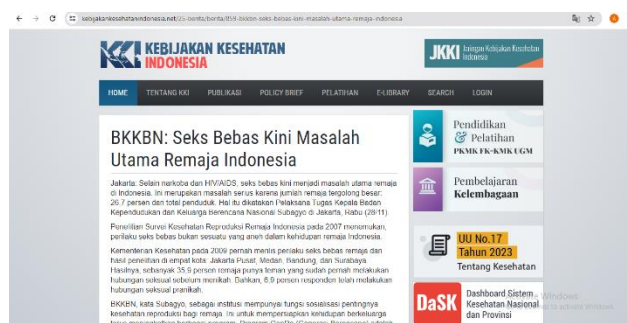 kebijakankesehatanindonesia.net/25-berita/berita/859-bkkbn-seks-bebas-kini-masalah-utama-remaja-indonesia
KEBIJAKAN KESEHATAN
INDONESIA
JKKI Jaringan Kebijakan Kesehatan
Indonesia
HOME TENTANG KKI PUBLIKASI POLICY BRIEF PELATIHAN E-LIBRARY SEARCH LOGIN
BKKBN: Seks Bebas Kini Masalah
Utama Remaja Indonesia
Jakarta: Selain narkoba dan HIV/AIDS, seks bebas kini menjadi masalah utama remaja
di Indonesia. Ini merupakan masalah serius karena jumlah remaja tergolong besar:
26,7 persen dari total penduduk. Hal itu dikatakan Pelaksana Tugas Kepala Badan
Kependudukan dan Keluarga Berencana Nasional Subagyo di Jakarta, Rabu (28/11).
Penelitian Survei Kesehatan Reproduksi Remaja Indonesia pada 2007 menemukan,
perilaku seks bebas bukan sesuatu yang aneh dalam kehidupan remaja Indonesia.
Kementerian Kesehatan pada 2009 pernah merilis perilaku seks bebas remaja dari
hasil penelitian di empat kota: Jakarta Pusat, Medan, Bandung, dan Surabaya.
Hasilnya, sebanyak 35,9 persen remaja punya teman yang sudah pernah melakukan
hubungan seksual sebelum menikah. Bahkan, 6,9 persen responden telah melakukan
hubungan seksual pranikah.
BKKBN, kata Subagyo, sebagai institusi mempunyai fungsi sosialisasi pentingnya
kesehatan reproduksi bagi remaja. Ini untuk mempersiapkan kehidupan berkeluarga
Pendidikan
& Pelatihan
PKMK FK-KMK UGM
Pembelajaran
Kelembagaan
UU No.17
Tahun 2023
Tentang Kesehatan
DaSK
Dashboard Sistem
Kesehatan Nasional
dan Provinsi